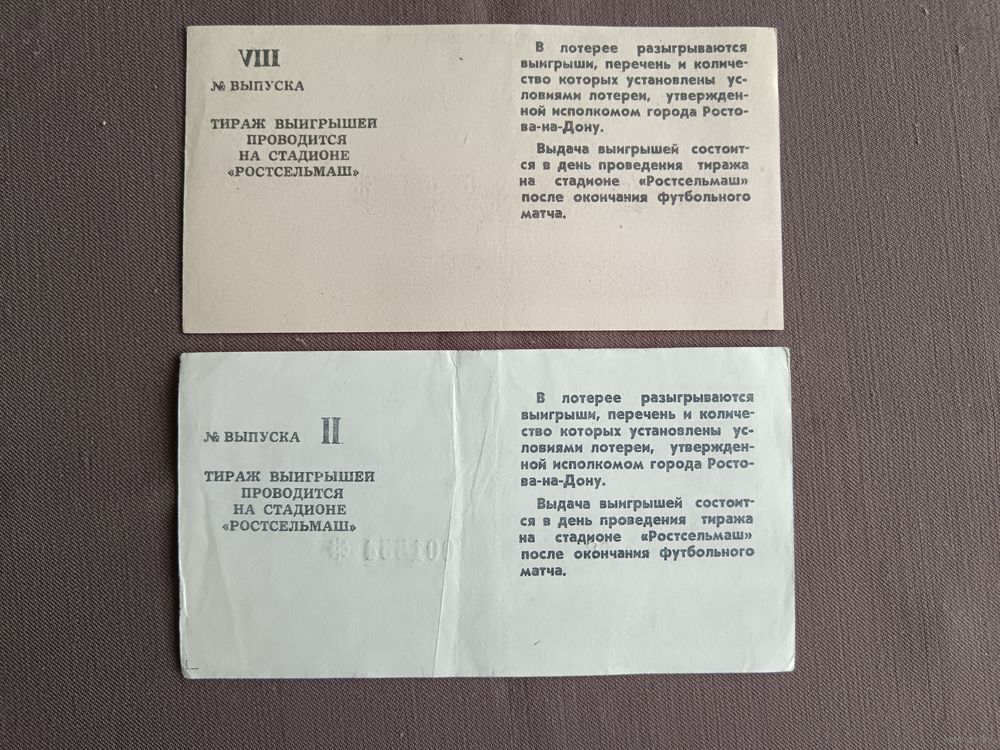 VIII
№ ВЫПУСКА
ТИРАЖ ВЫИГРЫШЕЙ
ПРОВОДИТСЯ
НА СТАДИОНЕ
«РОСТСЕЛЬМАШ»
В лотерее разыгрываются
выигрыши, перечень и количе-
ство которых установлены ус-
ловиями лотереи, утвержден-
ной исполкомом города Росто-
ва-на-Дону.
Выдача выигрышей состоит-
ся в день проведения тиража
на стадионе «Ростсельмаш»
после окончания футбольного
матча.
№ ВЫПУСКА II
ТИРАЖ ВЫИГРЫШЕЙ
ПРОВОДИТСЯ
НА СТАДИОНЕ
«РОСТСЕЛЬМАШ»
В лотерее разыгрываются
выигрыши, перечень и количе-
ство которых установлены ус-
ловиями лотереи, утвержден-
ной исполкомом города Росто-
ва-на-Дону.
Выдача выигрышей состоит-
ся в день проведения тиража
на стадионе «Ростсельмаш»
после окончания футбольного
матча.